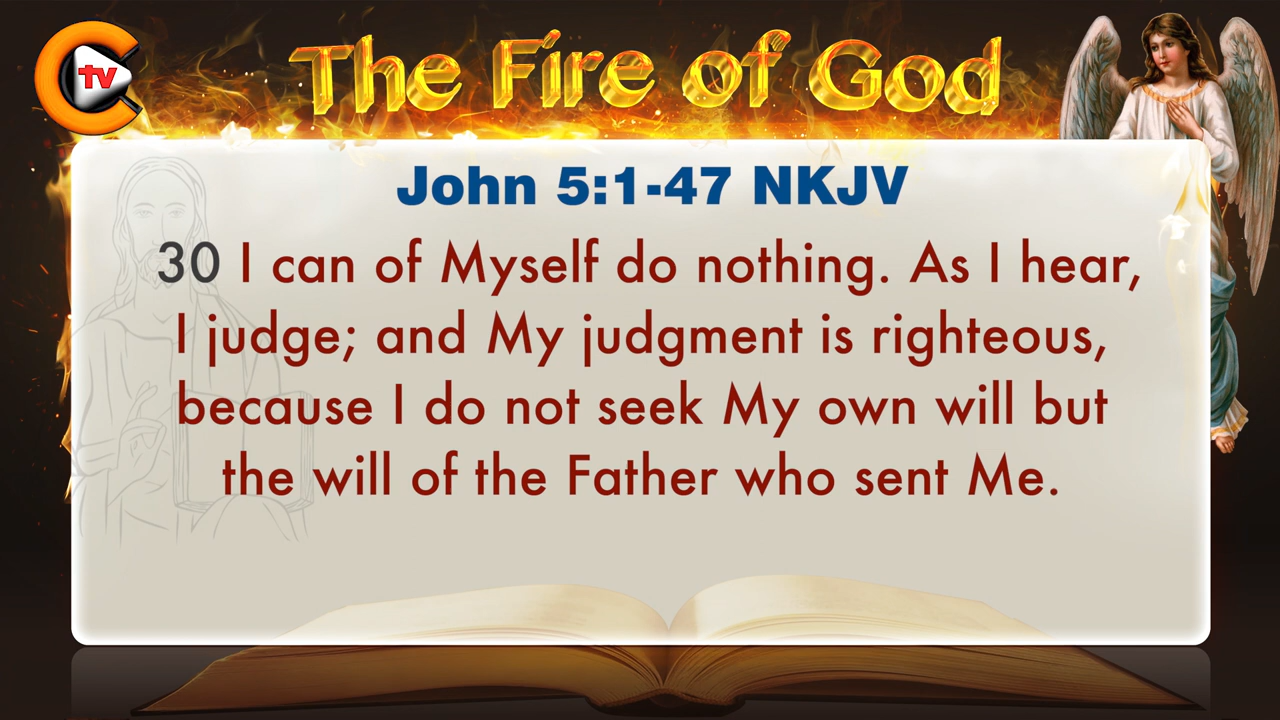 tv
The Fire of God
John 5:1-47 NKJV
30 I can of Myself do nothing. As I hear,
I judge; and My judgment is righteous,
because I do not seek My own will but
the will of the Father who sent Me.